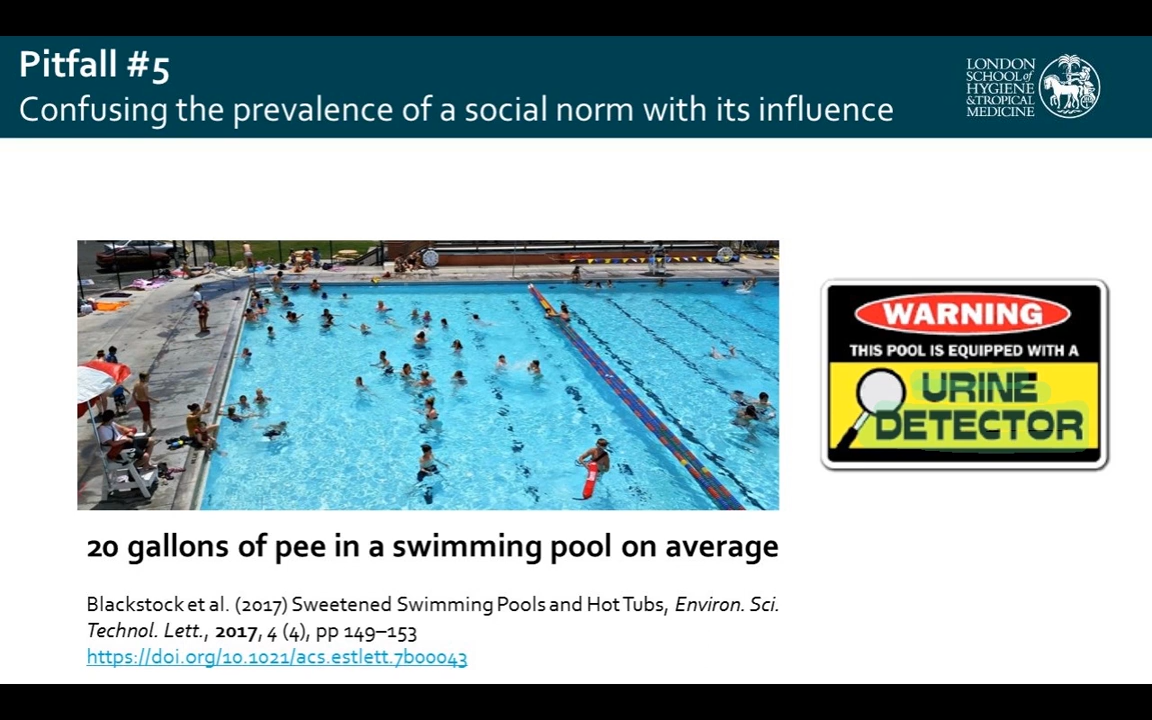 Pitfall #5
Confusing the prevalence of a social norm with its influence
LONDON
SCHOOL of
HYGIENE
& TROPICAL
MEDICINE
WARNING
THIS POOL IS EQUIPPED WITH A
URINE
DETECTOR
20 gallons of pee in a swimming pool on average
Blackstock et al. (2017) Sweetened Swimming Pools and Hot Tubs, Environ. Sci.
Technol. Lett., 2017, 4 (4), pp 149–153
https://doi.org/10.1021/acs.estlett.7b00043